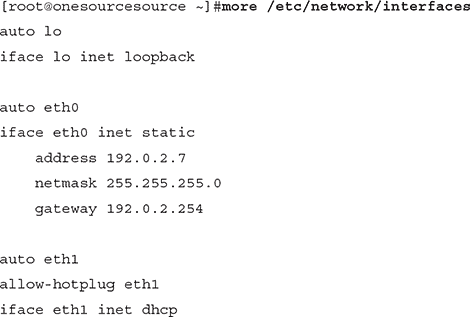 [root@onesourcesource ~]#more /etc/network/interfaces
auto lo
iface lo inet loopback
auto eth0
iface eth0 inet static
address 192.0.2.7
netmask 255.255.255.0
gateway 192.0.2.254
auto eth1
allow-hotplug eth1
iface eth1 inet dhcp